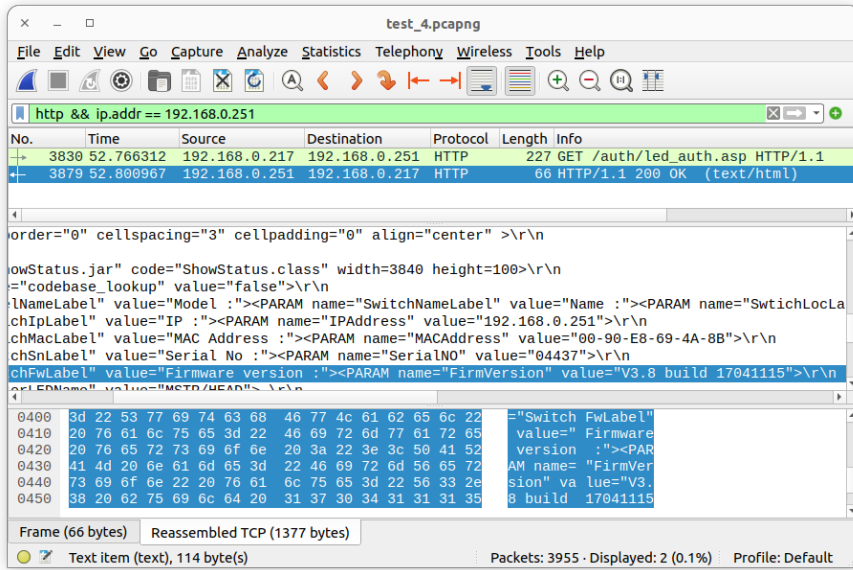 test_4.pcapng
File Edit View Go Capture Analyze Statistics Telephony Wireless Tools Help
http && ip.addr == 192.168.0.251
No. Time Source Destination Protocol Length Info
3830 52.766312 192.168.0.217 192.168.0.251 HTTP 227 GET /auth/led_auth.asp HTTP/1.1
3879 52.800967 192.168.0.251 192.168.0.217 HTTP 66 HTTP/1.1 200 OK (text/html)
order="0" cellspacing="3" cellpadding="0" align="center" >\r\n
owStatus.jar" code="ShowStatus.class" width=3840 height=100>\r\n
="codebase_lookup" value="false">\r\n
elNameLabel" value="Model :"><PARAM name="SwitchNameLabel" value="Name :"><PARAM name="SwtichLocLa
chIpLabel" value="IP :"><PARAM name="IPAddress" value="192.168.0.251">\r\n
chMacLabel" value="MAC Address :"><PARAM name="MACAddress" value="00-90-E8-69-4A-8B">\r\n
chSnLabel" value="Serial No :"><PARAM name="SerialNO" value="04437">\r\n
chFwLabel" value="Firmware version :"><PARAM name="FirmVersion" value="V3.8 build 17041115">\r\n
orLEDName" value="MSTR/HEAD"> \r\n
0400 3d 22 53 77 69 74 63 68 46 77 4c 61 62 65 6c 22 ="Switch FwLabel"
0410 20 76 61 6c 75 65 3d 22 46 69 72 6d 77 61 72 65 value=" Firmware
0420 20 76 65 72 73 69 6f 6e 20 3a 22 3e 3c 50 41 52 version :"><PAR
0430 41 4d 20 6e 61 6d 65 3d 22 46 69 72 6d 56 65 72 AM name= "FirmVer
0440 73 69 6f 6e 22 20 76 61 6c 75 65 3d 22 56 33 2e sion" va lue="V3.
0450 38 20 62 75 69 6c 64 20 31 37 30 34 31 31 31 35 8 build 17041115
Frame (66 bytes) Reassembled TCP (1377 bytes)
Text item (text), 114 byte(s) Packets: 3955 · Displayed: 2 (0.1%) Profile: Default